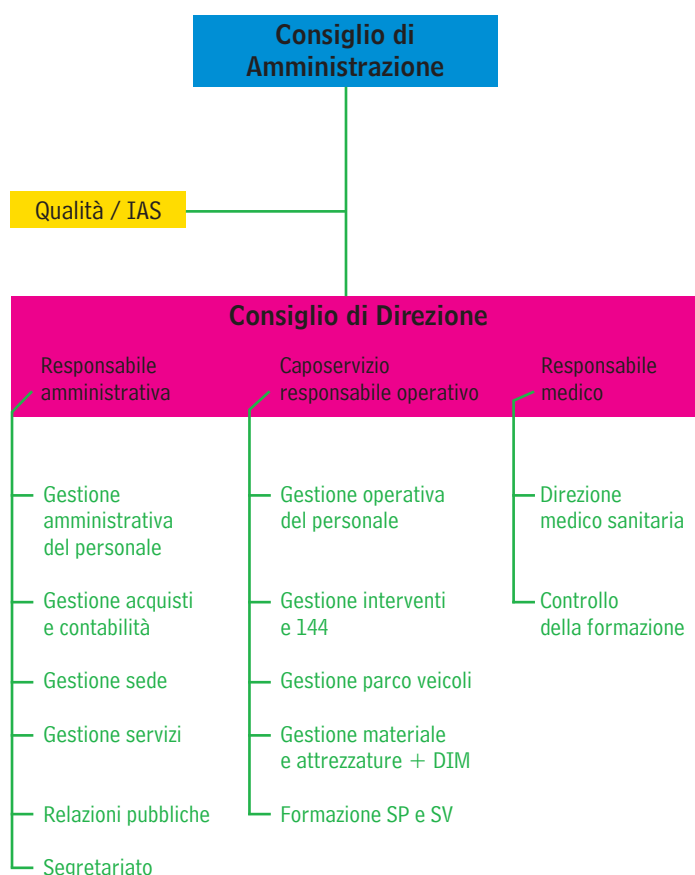 Consiglio di
Amministrazione
Qualità / IAS
Consiglio di Direzione
Responsabile
amministrativa
Caposervizio
responsabile operativo
Responsabile
medico
Gestione
amministrativa
del personale
Gestione acquisti
e contabilità
Gestione sede
Gestione servizi
Relazioni pubbliche
Segretariato
Gestione operativa
del personale
Gestione interventi
e 144
Gestione parco veicoli
Gestione materiale
e attrezzature + DIM
Formazione SP e SV
Direzione
medico sanitaria
Controllo
della formazione